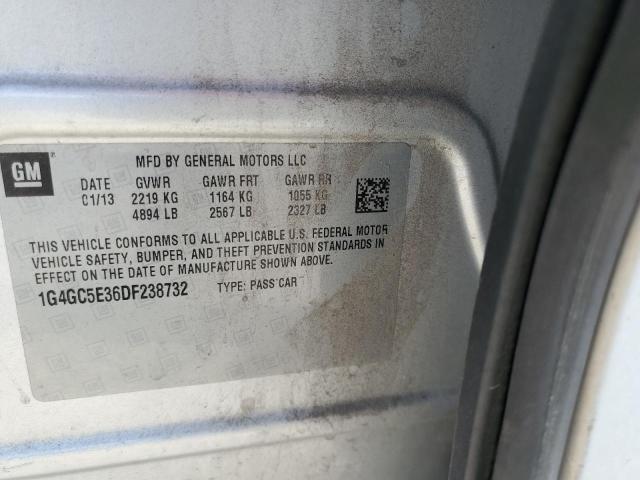 GM
MFD BY GENERAL MOTORS LLC
DATE GVWR GAWR FRT GAWR RR
01/13 2219 KG 1164 KG 1055 KG
4894 LB 2567 LB 2327 LB
THIS VEHICLE CONFORMS TO ALL APPLICABLE U.S. FEDERAL MOTOR
VEHICLE SAFETY, BUMPER, AND THEFT PREVENTION STANDARDS IN
EFFECT ON THE DATE OF MANUFACTURE SHOWN ABOVE.
1G4GC5E36DF238732 TYPE: PASS CAR